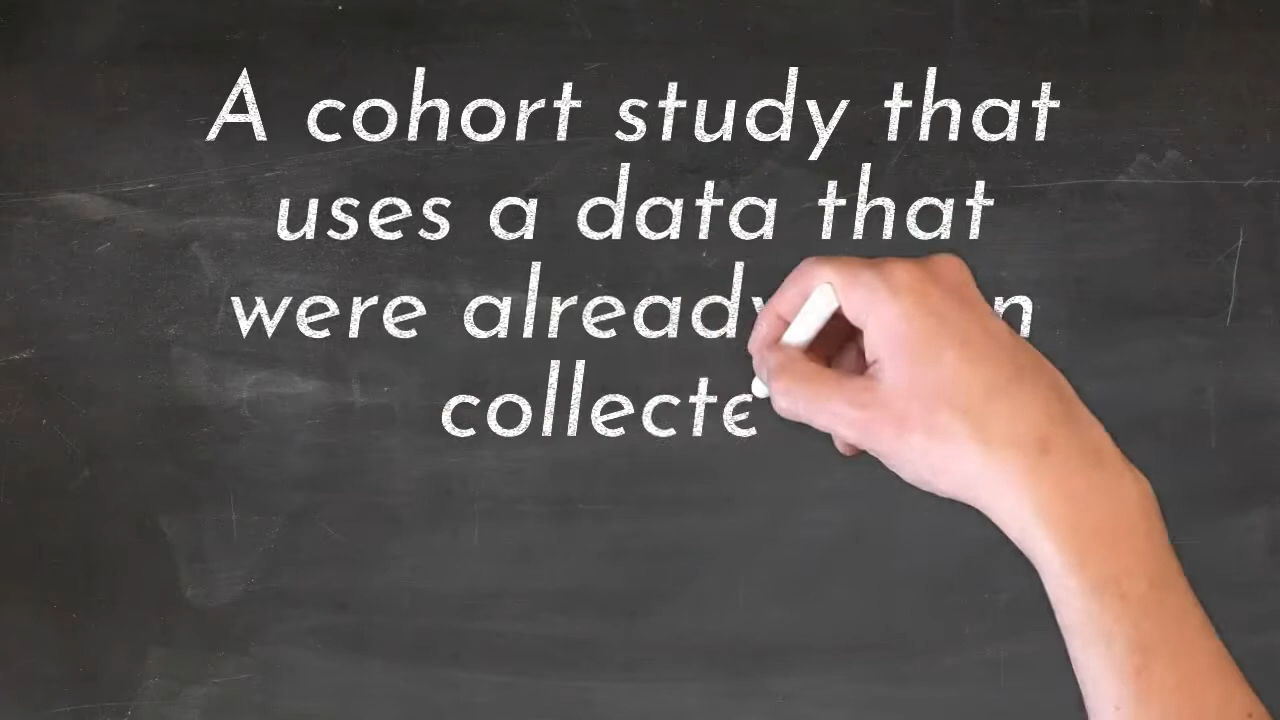 A cohort study that
uses a data that
were already
collecte